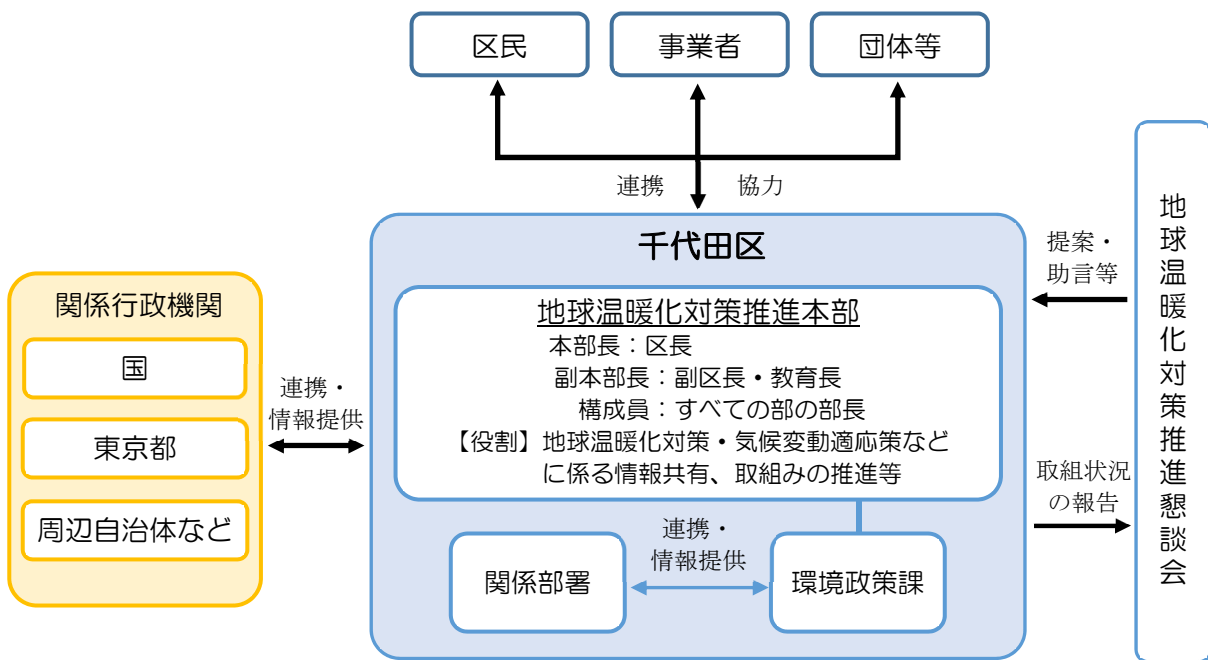 区民
事業者
団体等
連携
協力
千代田区
地球温暖化対策推進本部
本部長：区長
副本部長：副区長・教育長
構成員：すべての部の部長
【役割】地球温暖化対策・気候変動適応策など
に係る情報共有、取組みの推進等
連携・
情報提供
関係部署
環境政策課
関係行政機関
国
東京都
周辺自治体など
連携・
情報提供
提案・
助言等
取組状況
の報告
地球温暖化対策推進懇談会